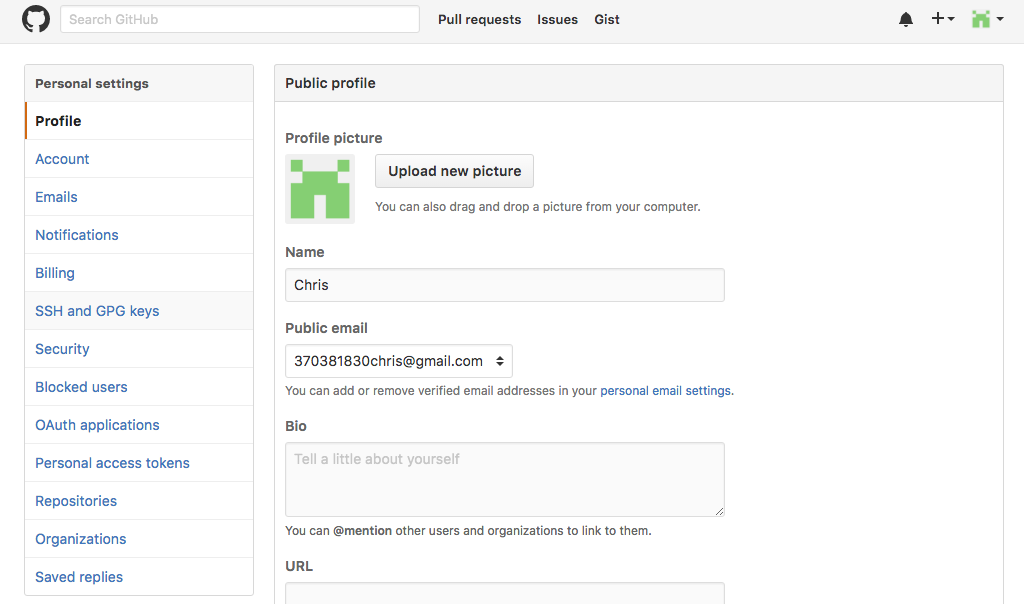 Search GitHub
Pull requests
Issues
Gist
Personal settings
Profile
Account
Emails
Notifications
Billing
SSH and GPG keys
Security
Blocked users
OAuth applications
Personal access tokens
Repositories
Organizations
Saved replies
Public profile
Profile picture
Upload new picture
You can also drag and drop a picture from your computer.
Name
Chris
Public email
370381830chris@gmail.com
You can add or remove verified email addresses in your personal email settings.
Bio
Tell a little about yourself
You can @mention other users and organizations to link to them.
URL